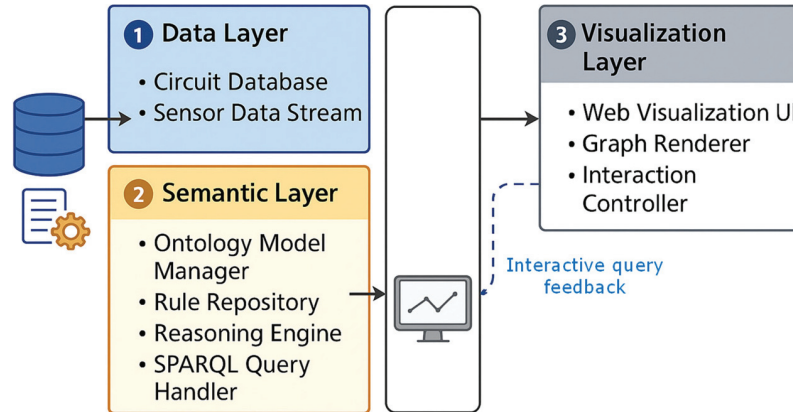 1 Data Layer
• Circuit Database
• Sensor Data Stream
2 Semantic Layer
• Ontology Model
Manager
• Rule Repository
• Reasoning Engine
• SPARQL Query
Handler
3 Visualization
Layer
• Web Visualization UI
• Graph Renderer
• Interaction
Controller
Interactive query
feedback